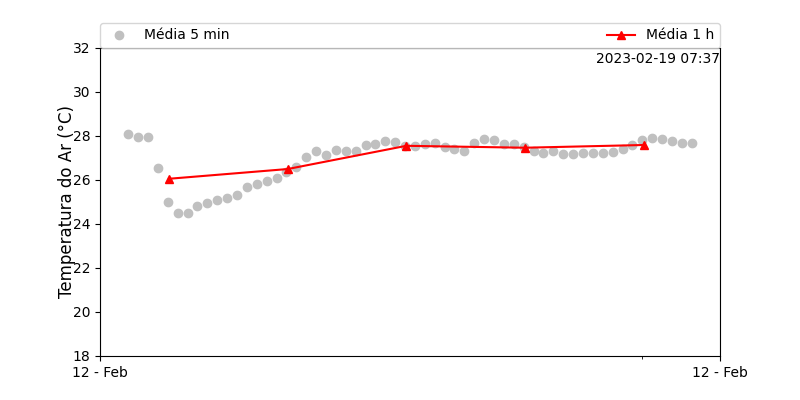 Média 5 min
Média 1 h
2023-02-19 07:37
Temperatura do Ar (°C)
32
30
28
26
24
22
20
18
12 - Feb
12 - Feb